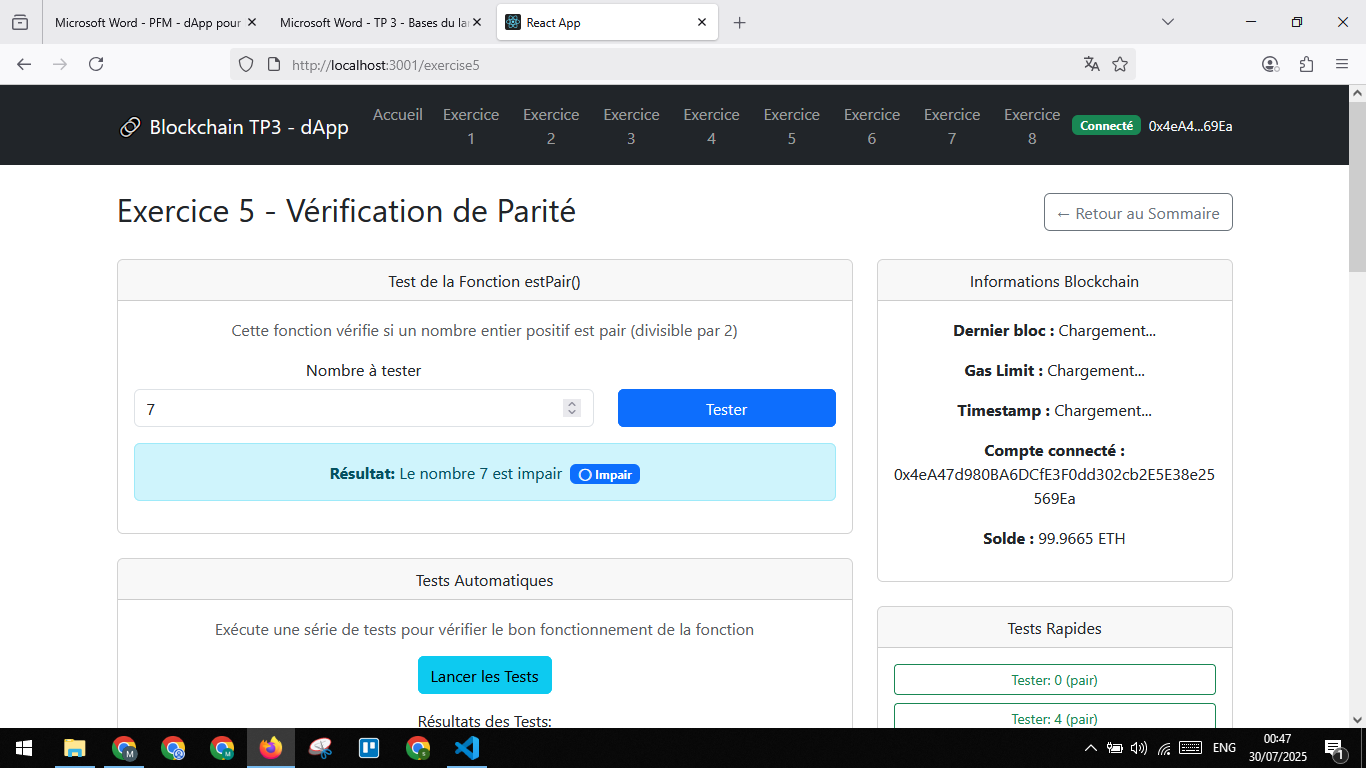 Microsoft Word - PFM - dApp pour
Microsoft Word - TP 3 - Bases du la
React App
http://localhost:3001/exercise5
Blockchain TP3 - dApp
Accueil
Exercice 1
Exercice 2
Exercice 3
Exercice 4
Exercice 5
Exercice 6
Exercice 7
Exercice 8
Connecté
0x4eA4...69Ea
Exercice 5 - Vérification de Parité
← Retour au Sommaire
Test de la Fonction estPair()
Cette fonction vérifie si un nombre entier positif est pair (divisible par 2)
Nombre à tester
7
Tester
Résultat: Le nombre 7 est impair
Impair
Informations Blockchain
Dernier bloc : Chargement...
Gas Limit : Chargement...
Timestamp : Chargement...
Compte connecté :
0x4eA47d980BA6DCfE3F0dd302cb2E5E38e25
569Ea
Solde : 99.9665 ETH
Tests Automatiques
Exécute une série de tests pour vérifier le bon fonctionnement de la fonction
Lancer les Tests
Résultats des Tests:
Tests Rapides
Tester: 0 (pair)
Tester: 4 (pair)
ENG
00:47
30/07/2025
1